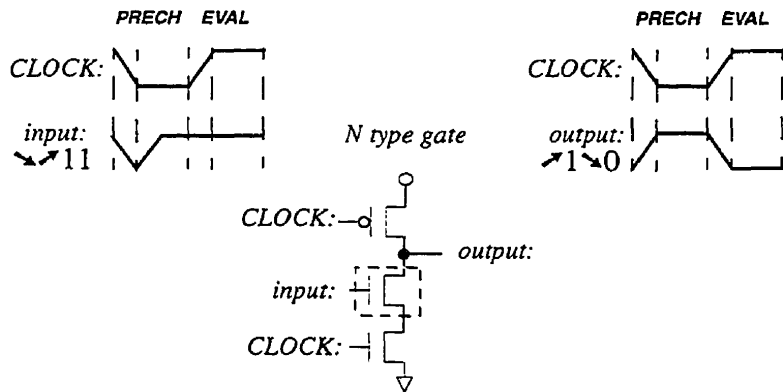 PRECH EVAL
CLOCK:
input:
↘↗11
N type gate
PRECH EVAL
CLOCK:
output:
↗1↘0
CLOCK:
output:
input:
CLOCK: